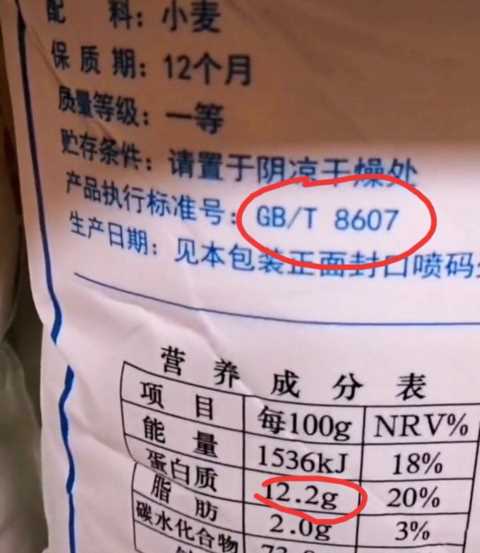 配 料：小麦
保 质 期：12个月
质量等级：一等
贮存条件：请置于阴凉干燥处
产品执行标准号：GB/T 8607
生产日期：见本包装正面封口喷码
营养成分表
项 目 每100g NRV%
能 量 1536kJ 18%
蛋白质 12.2g 20%
脂 肪 2.0g 3%
碳水化合物